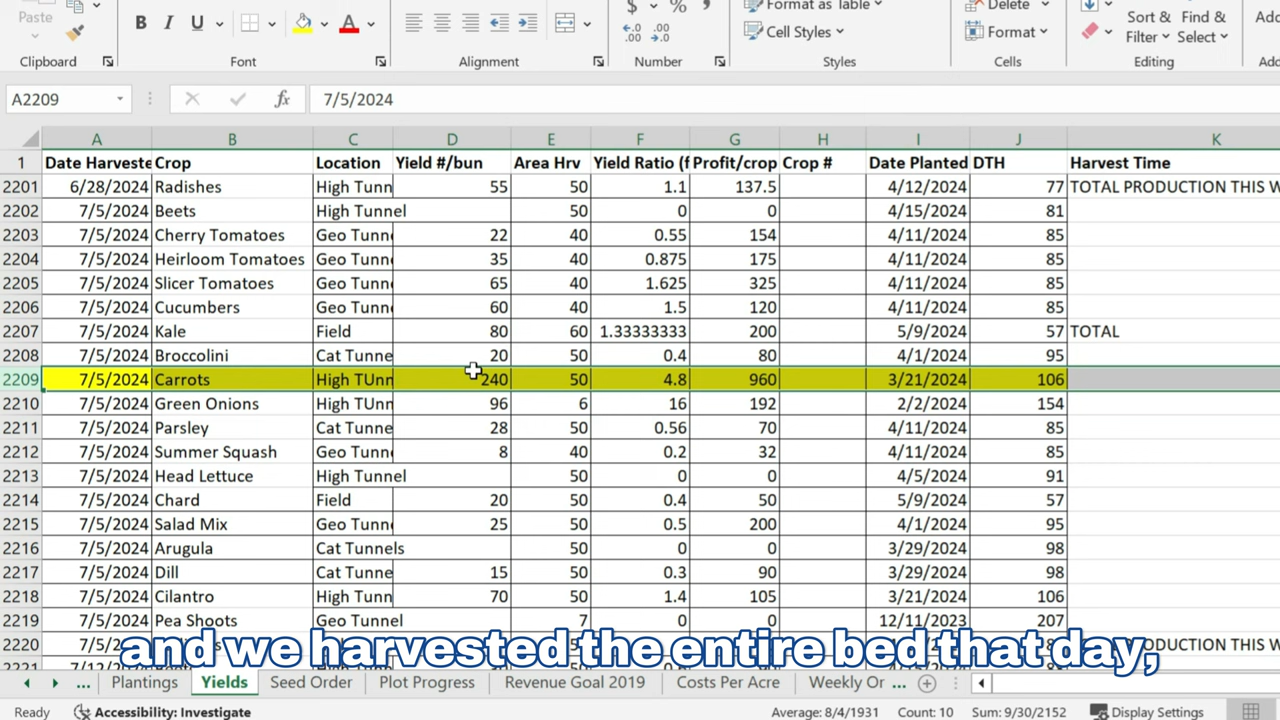 Paste B I U $ % Format as Table Delete Sort & Find & Add
Cell Styles Format Filter Select
Clipboard Font Alignment Number Styles Cells Editing Add
A2209 fx 7/5/2024
A B C D E F G H I J K
1 Date Harveste Crop Location Yield #/bun Area Hrv Yield Ratio (f Profit/crop Crop # Date Planted DTH Harvest Time
2201 6/28/2024 Radishes High Tunn 55 50 1.1 137.5 4/12/2024 77 TOTAL PRODUCTION THIS W
2202 7/5/2024 Beets High Tunnel 50 0 0 4/15/2024 81
2203 7/5/2024 Cherry Tomatoes Geo Tunne 22 40 0.55 154 4/11/2024 85
2204 7/5/2024 Heirloom Tomatoes Geo Tunne 35 40 0.875 175 4/11/2024 85
2205 7/5/2024 Slicer Tomatoes Geo Tunne 65 40 1.625 325 4/11/2024 85
2206 7/5/2024 Cucumbers Geo Tunne 60 40 1.5 120 4/11/2024 85
2207 7/5/2024 Kale Field 80 60 1.33333333 200 5/9/2024 57 TOTAL
2208 7/5/2024 Broccolini Cat Tunne 20 50 0.4 80 4/1/2024 95
2209 7/5/2024 Carrots High TUnn 240 50 4.8 960 3/21/2024 106
2210 7/5/2024 Green Onions High TUnn 96 6 16 192 2/2/2024 154
2211 7/5/2024 Parsley Cat Tunne 28 50 0.56 70 4/11/2024 85
2212 7/5/2024 Summer Squash Geo Tunne 8 40 0.2 32 4/11/2024 85
2213 7/5/2024 Head Lettuce High Tunnel 50 0 0 4/5/2024 91
2214 7/5/2024 Chard Field 20 50 0.4 50 5/9/2024 57
2215 7/5/2024 Salad Mix Geo Tunne 25 50 0.5 200 4/1/2024 95
2216 7/5/2024 Arugula Cat Tunnels 50 0 0 3/29/2024 98
2217 7/5/2024 Dill Cat Tunne 15 50 0.3 90 3/29/2024 98
2218 7/5/2024 Cilantro High Tunn 70 50 1.4 105 3/21/2024 106
2219 7/5/2024 Pea Shoots Geo Tunnel 7 0 0 12/11/2023 207
2220
and we harvested the entire bed that day,
... Plantings Yields Seed Order Plot Progress Revenue Goal 2019 Costs Per Acre Weekly Or ...
Ready Accessibility: Investigate Average: 8/4/1931 Count: 10 Sum: 9/30/2152 Display Settings